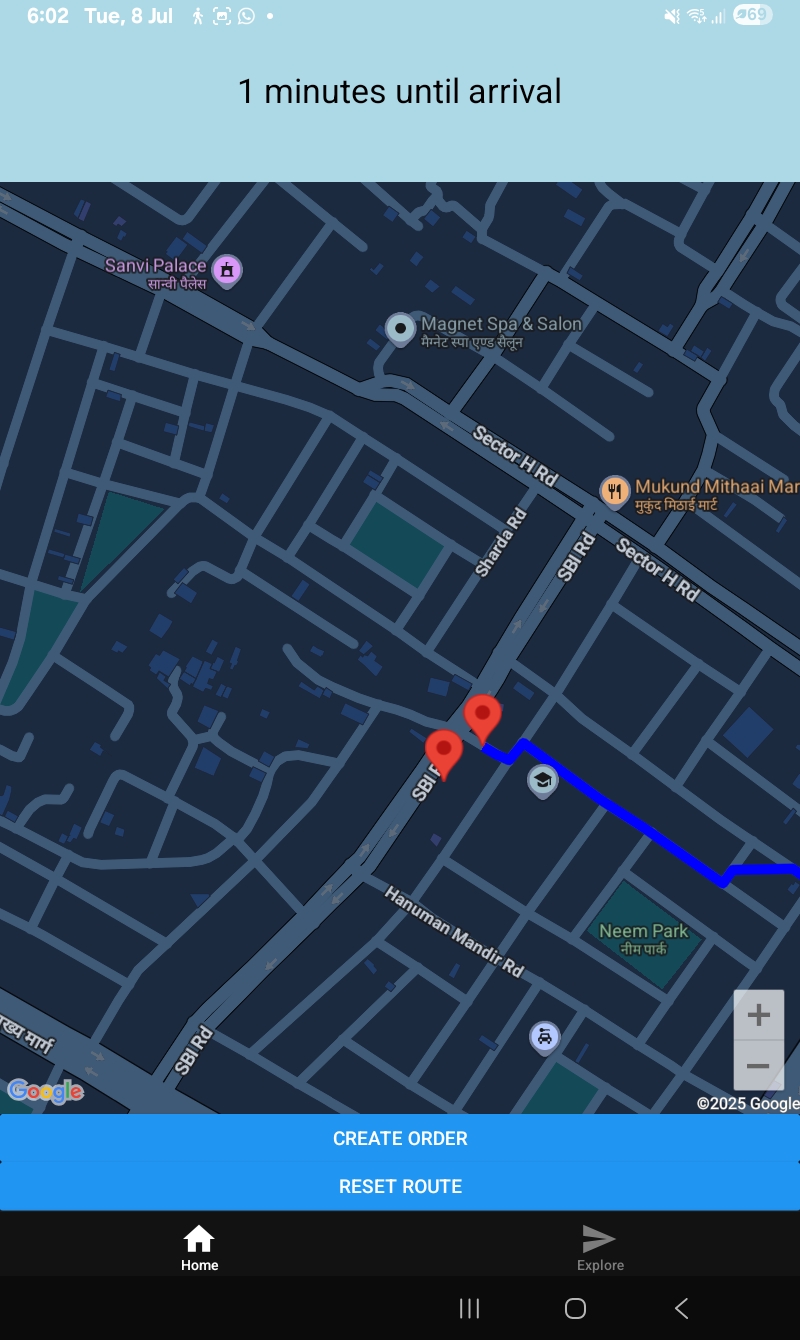 6:02 Tue, 8 Jul
69
1 minutes until arrival
Sanvi Palace
सान्वी पैलेस
Magnet Spa & Salon
मैग्नेट स्पा एण्ड सैलून
Sector H Rd
Mukund Mithaai Mar
मुकुंद मिठाई मार्ट
Sharda Rd
SBI Rd
Sector H Rd
SBI R
Hanuman Mandir Rd
Neem Park
नीम पार्क
SBI Rd
मार्ग
Google
©2025 Google
CREATE ORDER
RESET ROUTE
Home
Explore